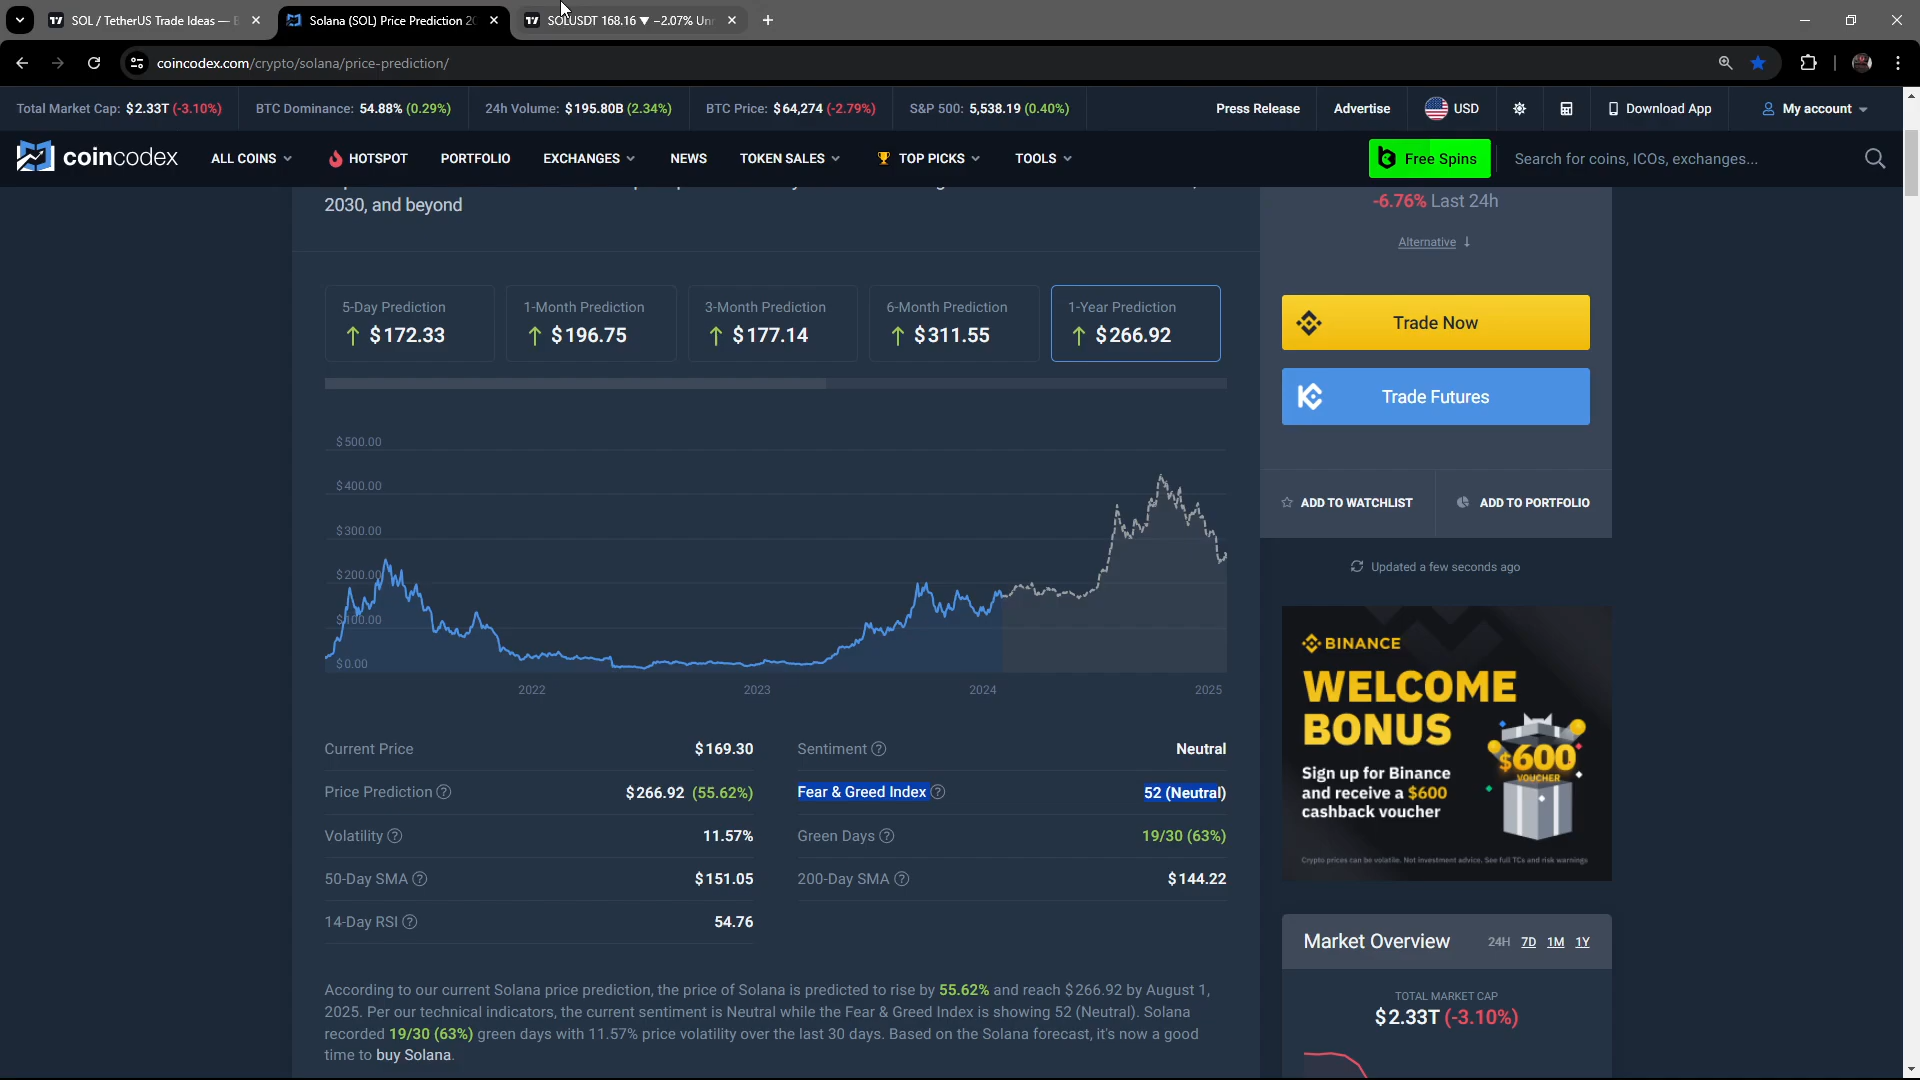 SOL / TetherUS Trade Ideas —
Solana (SOL) Price Prediction 20
SOLUSDT 168.16 ▼ −2.07% Un
coincodex.com/crypto/solana/price-prediction/
Total Market Cap: $2.33T (-3.10%)
BTC Dominance: 54.88% (0.29%)
24h Volume: $195.80B (2.34%)
BTC Price: $64,274 (-2.79%)
S&P 500: 5,538.19 (0.40%)
Press Release
Advertise
USD
Download App
My account
coincodex
ALL COINS
HOTSPOT
PORTFOLIO
EXCHANGES
NEWS
TOKEN SALES
TOP PICKS
TOOLS
Free Spins
Search for coins, ICOs, exchanges...
2030, and beyond
-6.76% Last 24h
Alternative ↓
5-Day Prediction
↑ $172.33
1-Month Prediction
↑ $196.75
3-Month Prediction
↑ $177.14
6-Month Prediction
↑ $311.55
1-Year Prediction
↑ $266.92
Trade Now
Trade Futures
$500.00
$400.00
$300.00
$200.00
$100.00
$0.00
2022
2023
2024
2025
ADD TO WATCHLIST
ADD TO PORTFOLIO
Updated a few seconds ago
BINANCE
WELCOME
BONUS
Sign up for Binance
and receive a $600
cashback voucher
$600
VOUCHER
Crypto prices can be volatile. Not investment advice. See full TCs and risk warnings
Current Price $169.30
Sentiment Neutral
Price Prediction $266.92 (55.62%)
Fear & Greed Index 52 (Neutral)
Volatility 11.57%
Green Days 19/30 (63%)
50-Day SMA $151.05
200-Day SMA $144.22
14-Day RSI 54.76
According to our current Solana price prediction, the price of Solana is predicted to rise by 55.62% and reach $266.92 by August 1,
2025. Per our technical indicators, the current sentiment is Neutral while the Fear & Greed Index is showing 52 (Neutral). Solana
recorded 19/30 (63%) green days with 11.57% price volatility over the last 30 days. Based on the Solana forecast, it's now a good
time to buy Solana.
Market Overview
24H 7D 1M 1Y
TOTAL MARKET CAP
$2.33T (-3.10%)